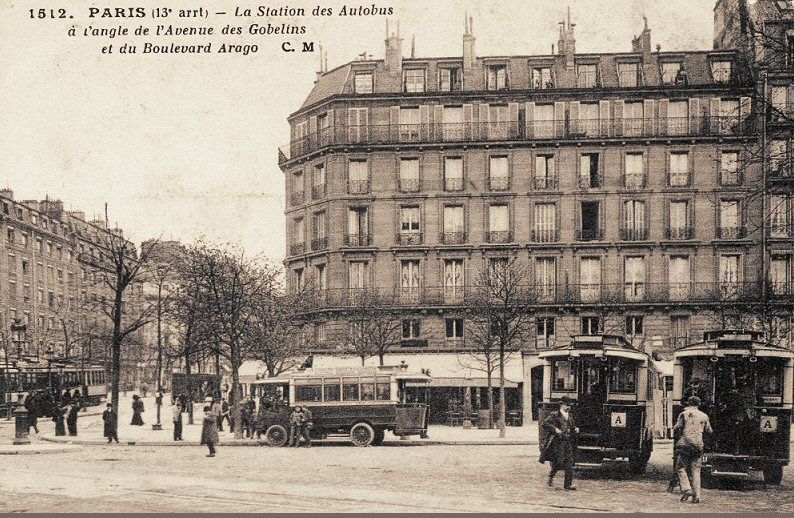 1512. PARIS (13e arrt) – La Station des Autobus
à l'angle de l'Avenue des Gobelins
et du Boulevard Arago C. M
A
A